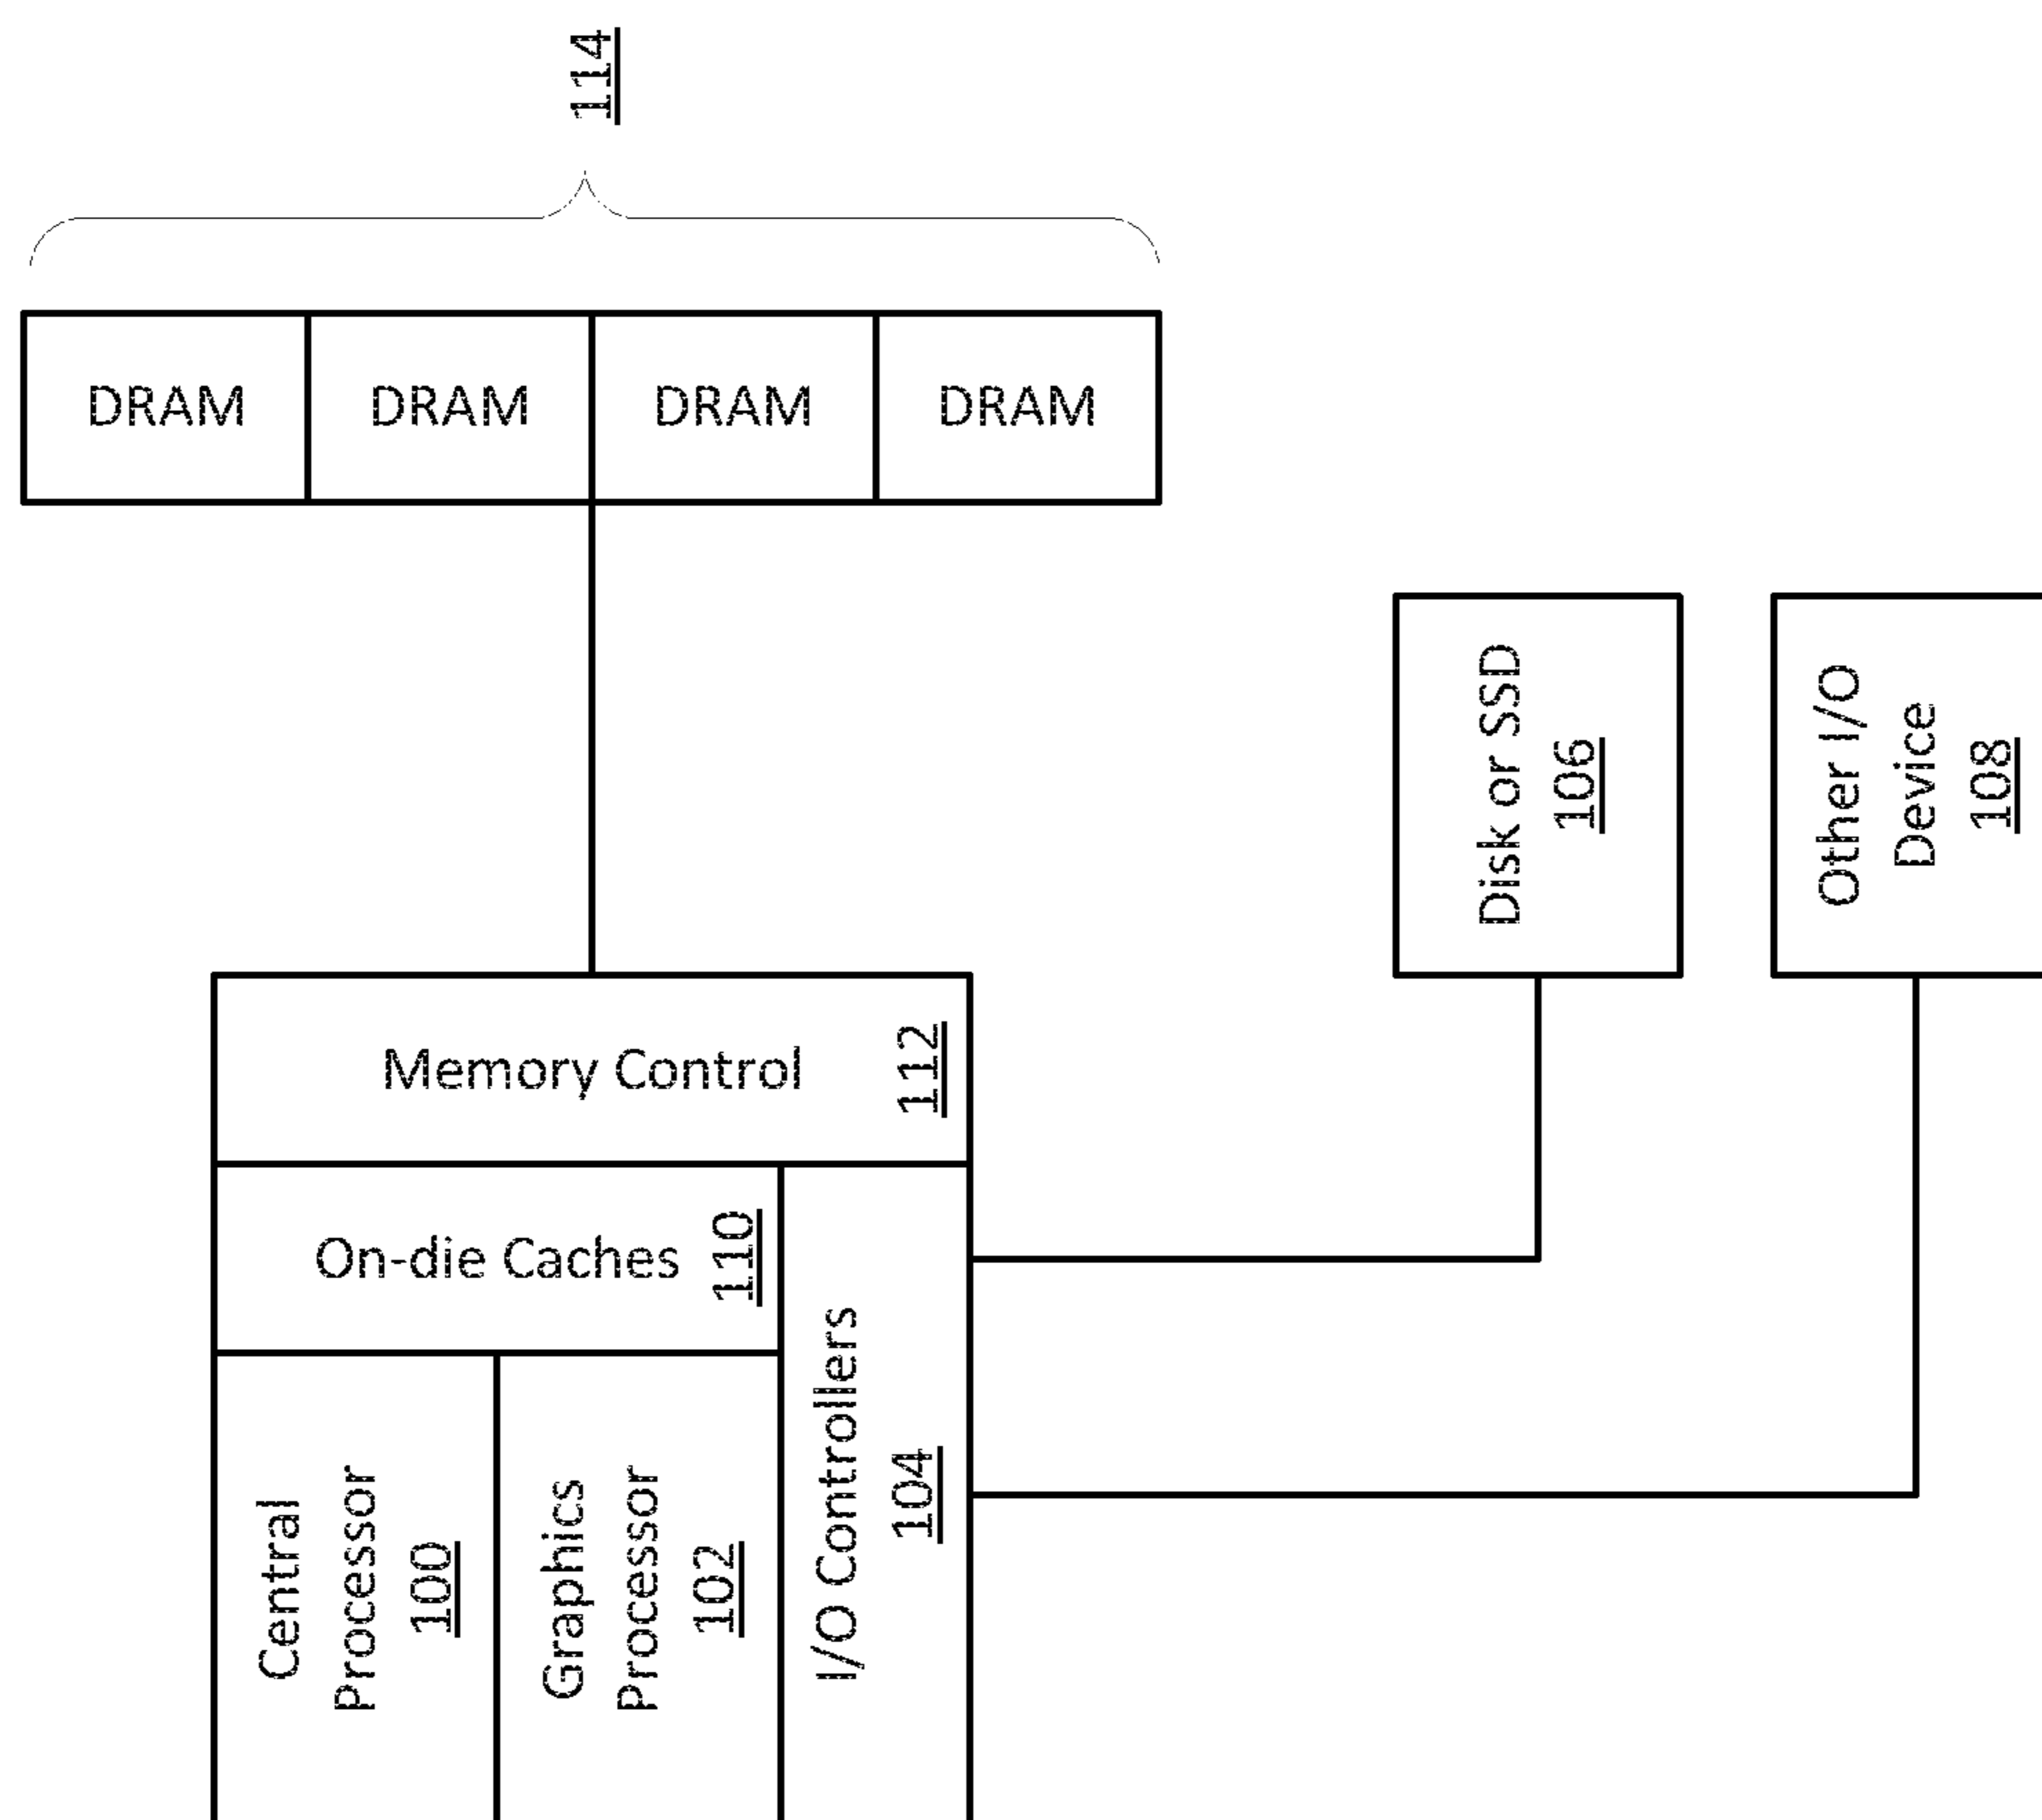 114
DRAM
DRAM
DRAM
DRAM
Disk or SSD
106
Other I/O
Device
108
Memory Control
112
On-die Caches
110
Central
Processor
100
Graphics
Processor
102
I/O Controllers
104